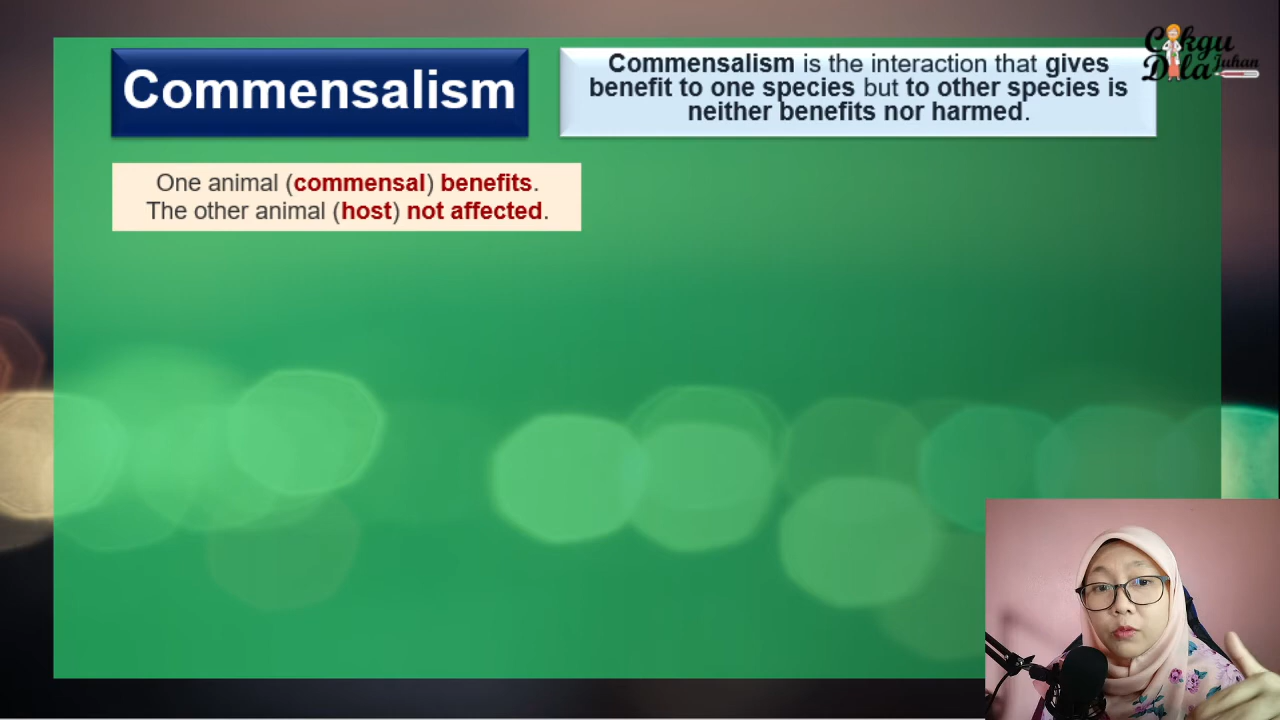 Commensalism
Commensalism is the interaction that gives
benefit to one species but to other species is
neither benefits nor harmed.
Cikgu
Dila Juhan
One animal (commensal) benefits.
The other animal (host) not affected.